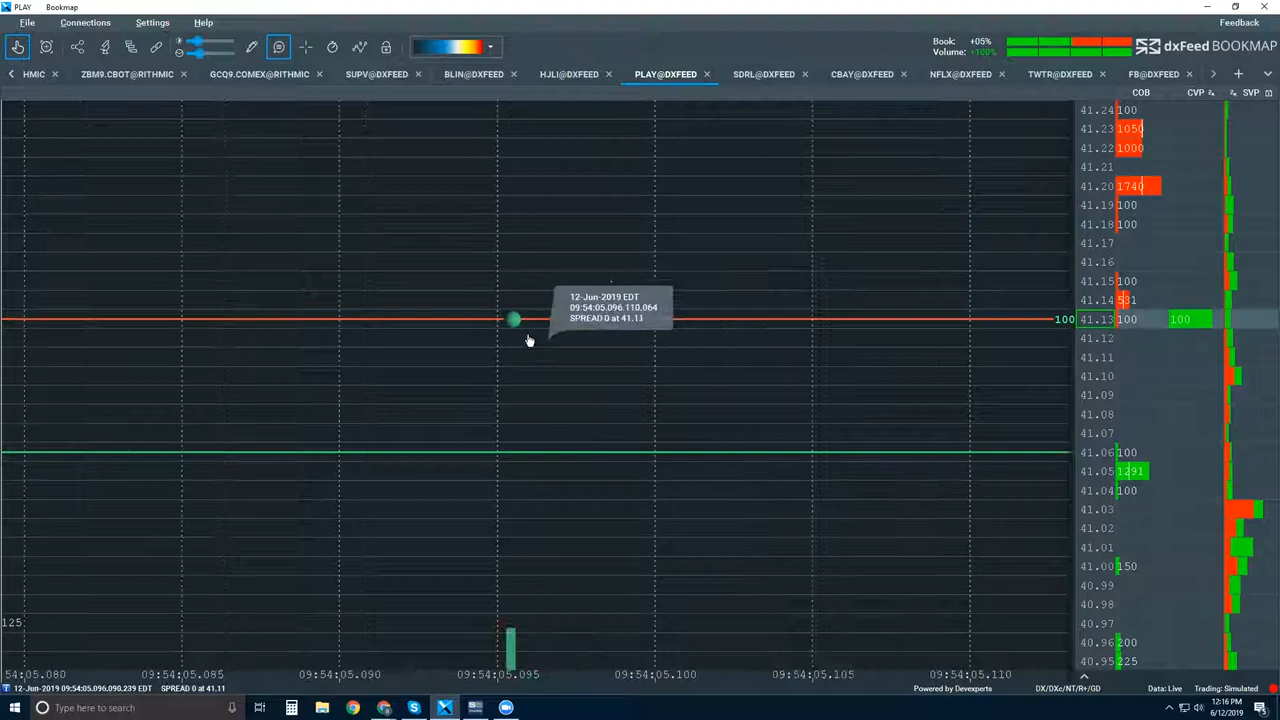 PLAY
File Connections Settings Help Feedback
Book: +05%
Volume: +100%
dxFeed BOOKMAP
HMIC ZBM9.CBOT@RITHMIC GCQ9.COMEX@RITHMIC SUPV@DXFEED BLIN@DXFEED HJLI@DXFEED PLAY@DXFEED SDRL@DXFEED CBAY@DXFEED NFLX@DXFEED TWTR@DXFEED FB@DXFEED
COB CVP SVP
41.24 100
41.23 1050
41.22 1000
41.21
41.20 1740
41.19 100
41.18 100
41.17
41.16
41.15 100
41.14 531
100 41.13 100 100
41.12
41.11
41.10
41.09
41.08
41.07
41.06 100
41.05 1291
41.04 100
41.03
41.02
41.01
41.00 150
40.99
40.98
40.97
40.96 200
40.95 225
12-Jun-2019 EDT
09:54:05.096.110.064
SPREAD 0 at 41.11
125
54:05.080 09:54:05.085 09:54:05.090 09:54:05.095 09:54:05.100 09:54:05.105 09:54:05.110
12-Jun-2019 09:54:05.096.090.239 EDT SPREAD 0 at 41.11 Powered by Devexperts DX/DXc/NT/R+/GD Data: Live Trading: Simulated
Type here to search
12:16 PM
6/12/2019
5